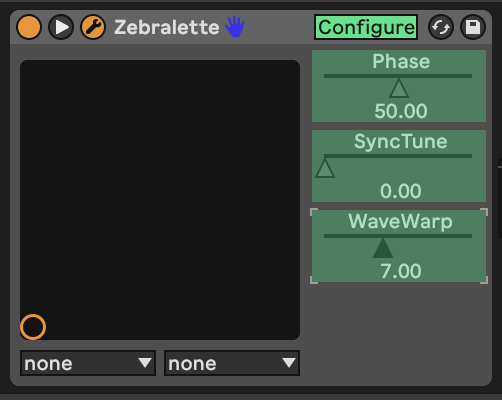 Zebralette
Configure
Phase
50.00
SyncTune
0.00
WaveWarp
7.00
none
none